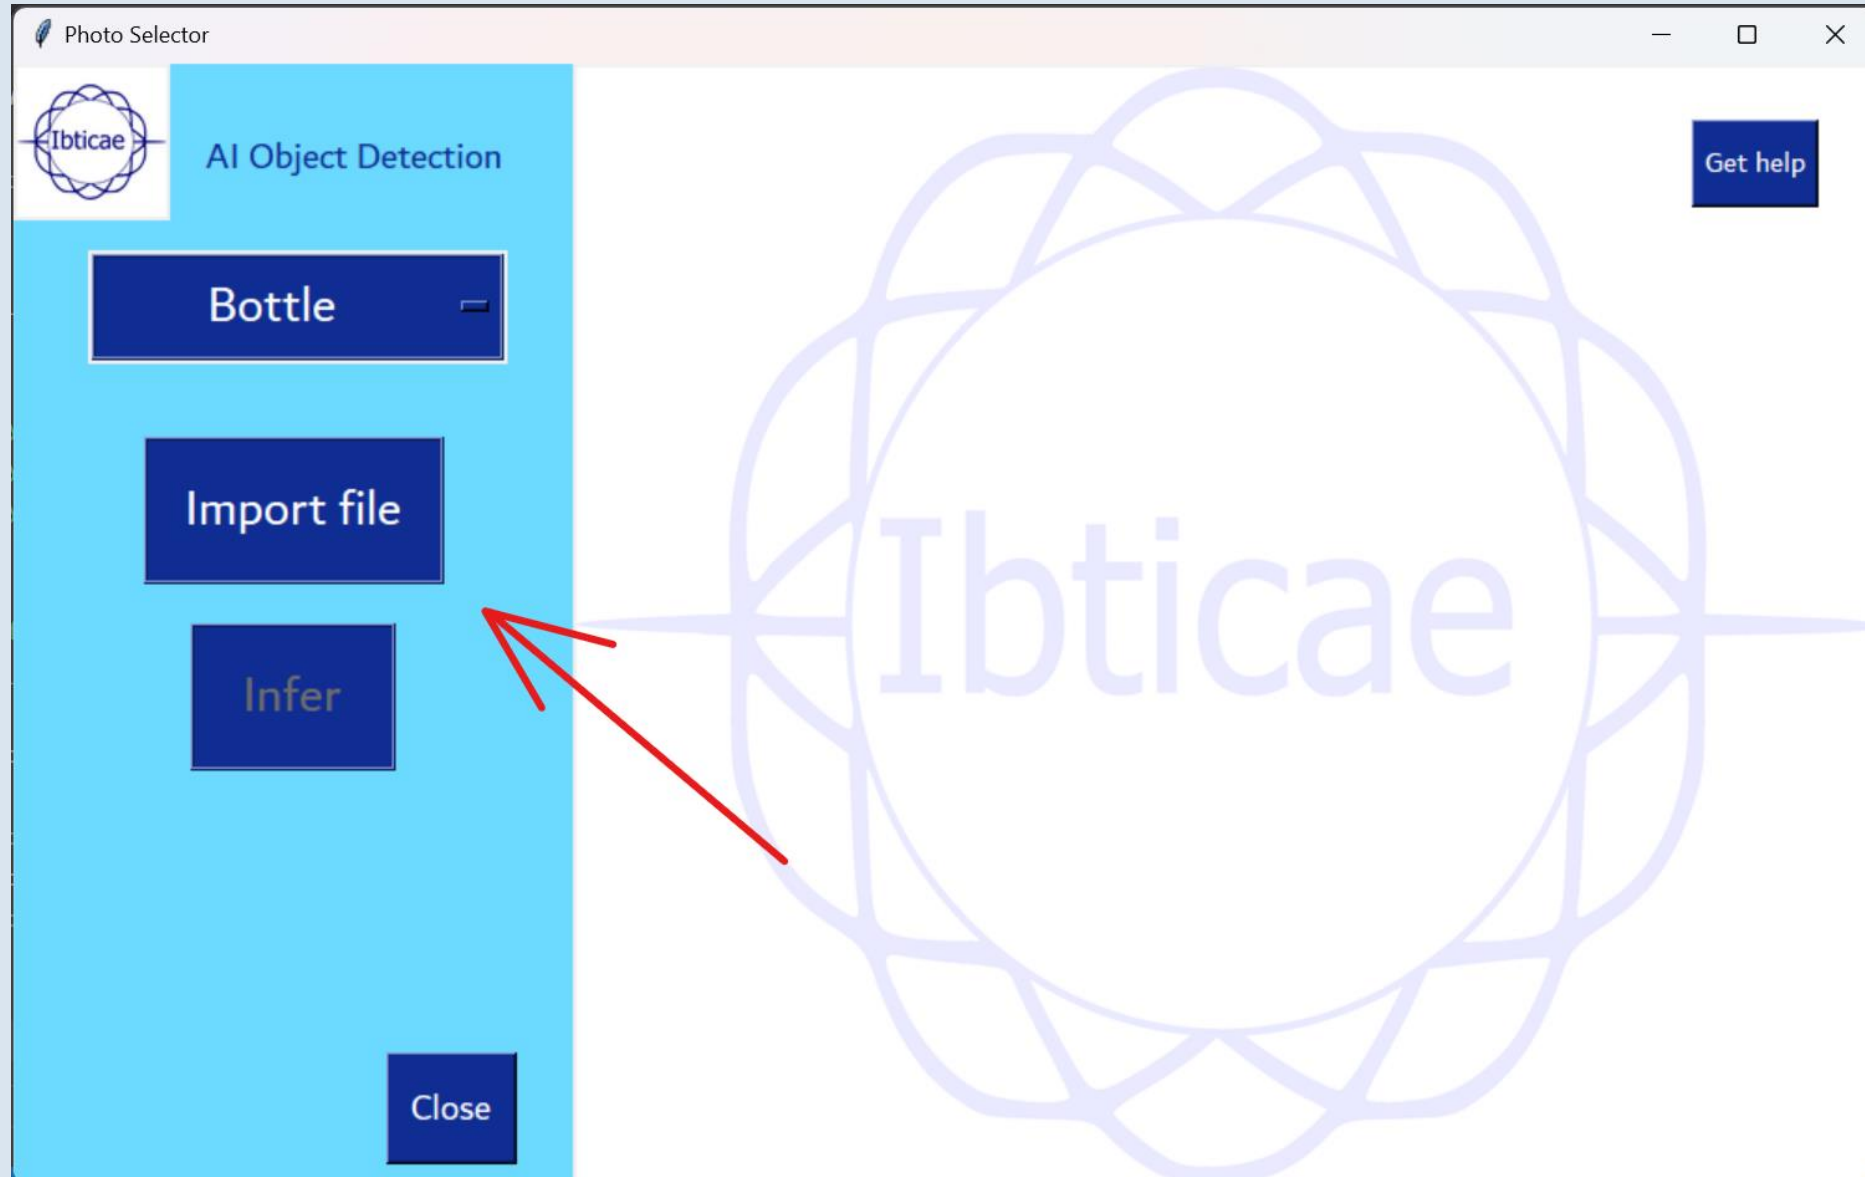 Photo Selector
Ibticae
AI Object Detection
Get help
Bottle
Import file
Ibticae
Infer
Close